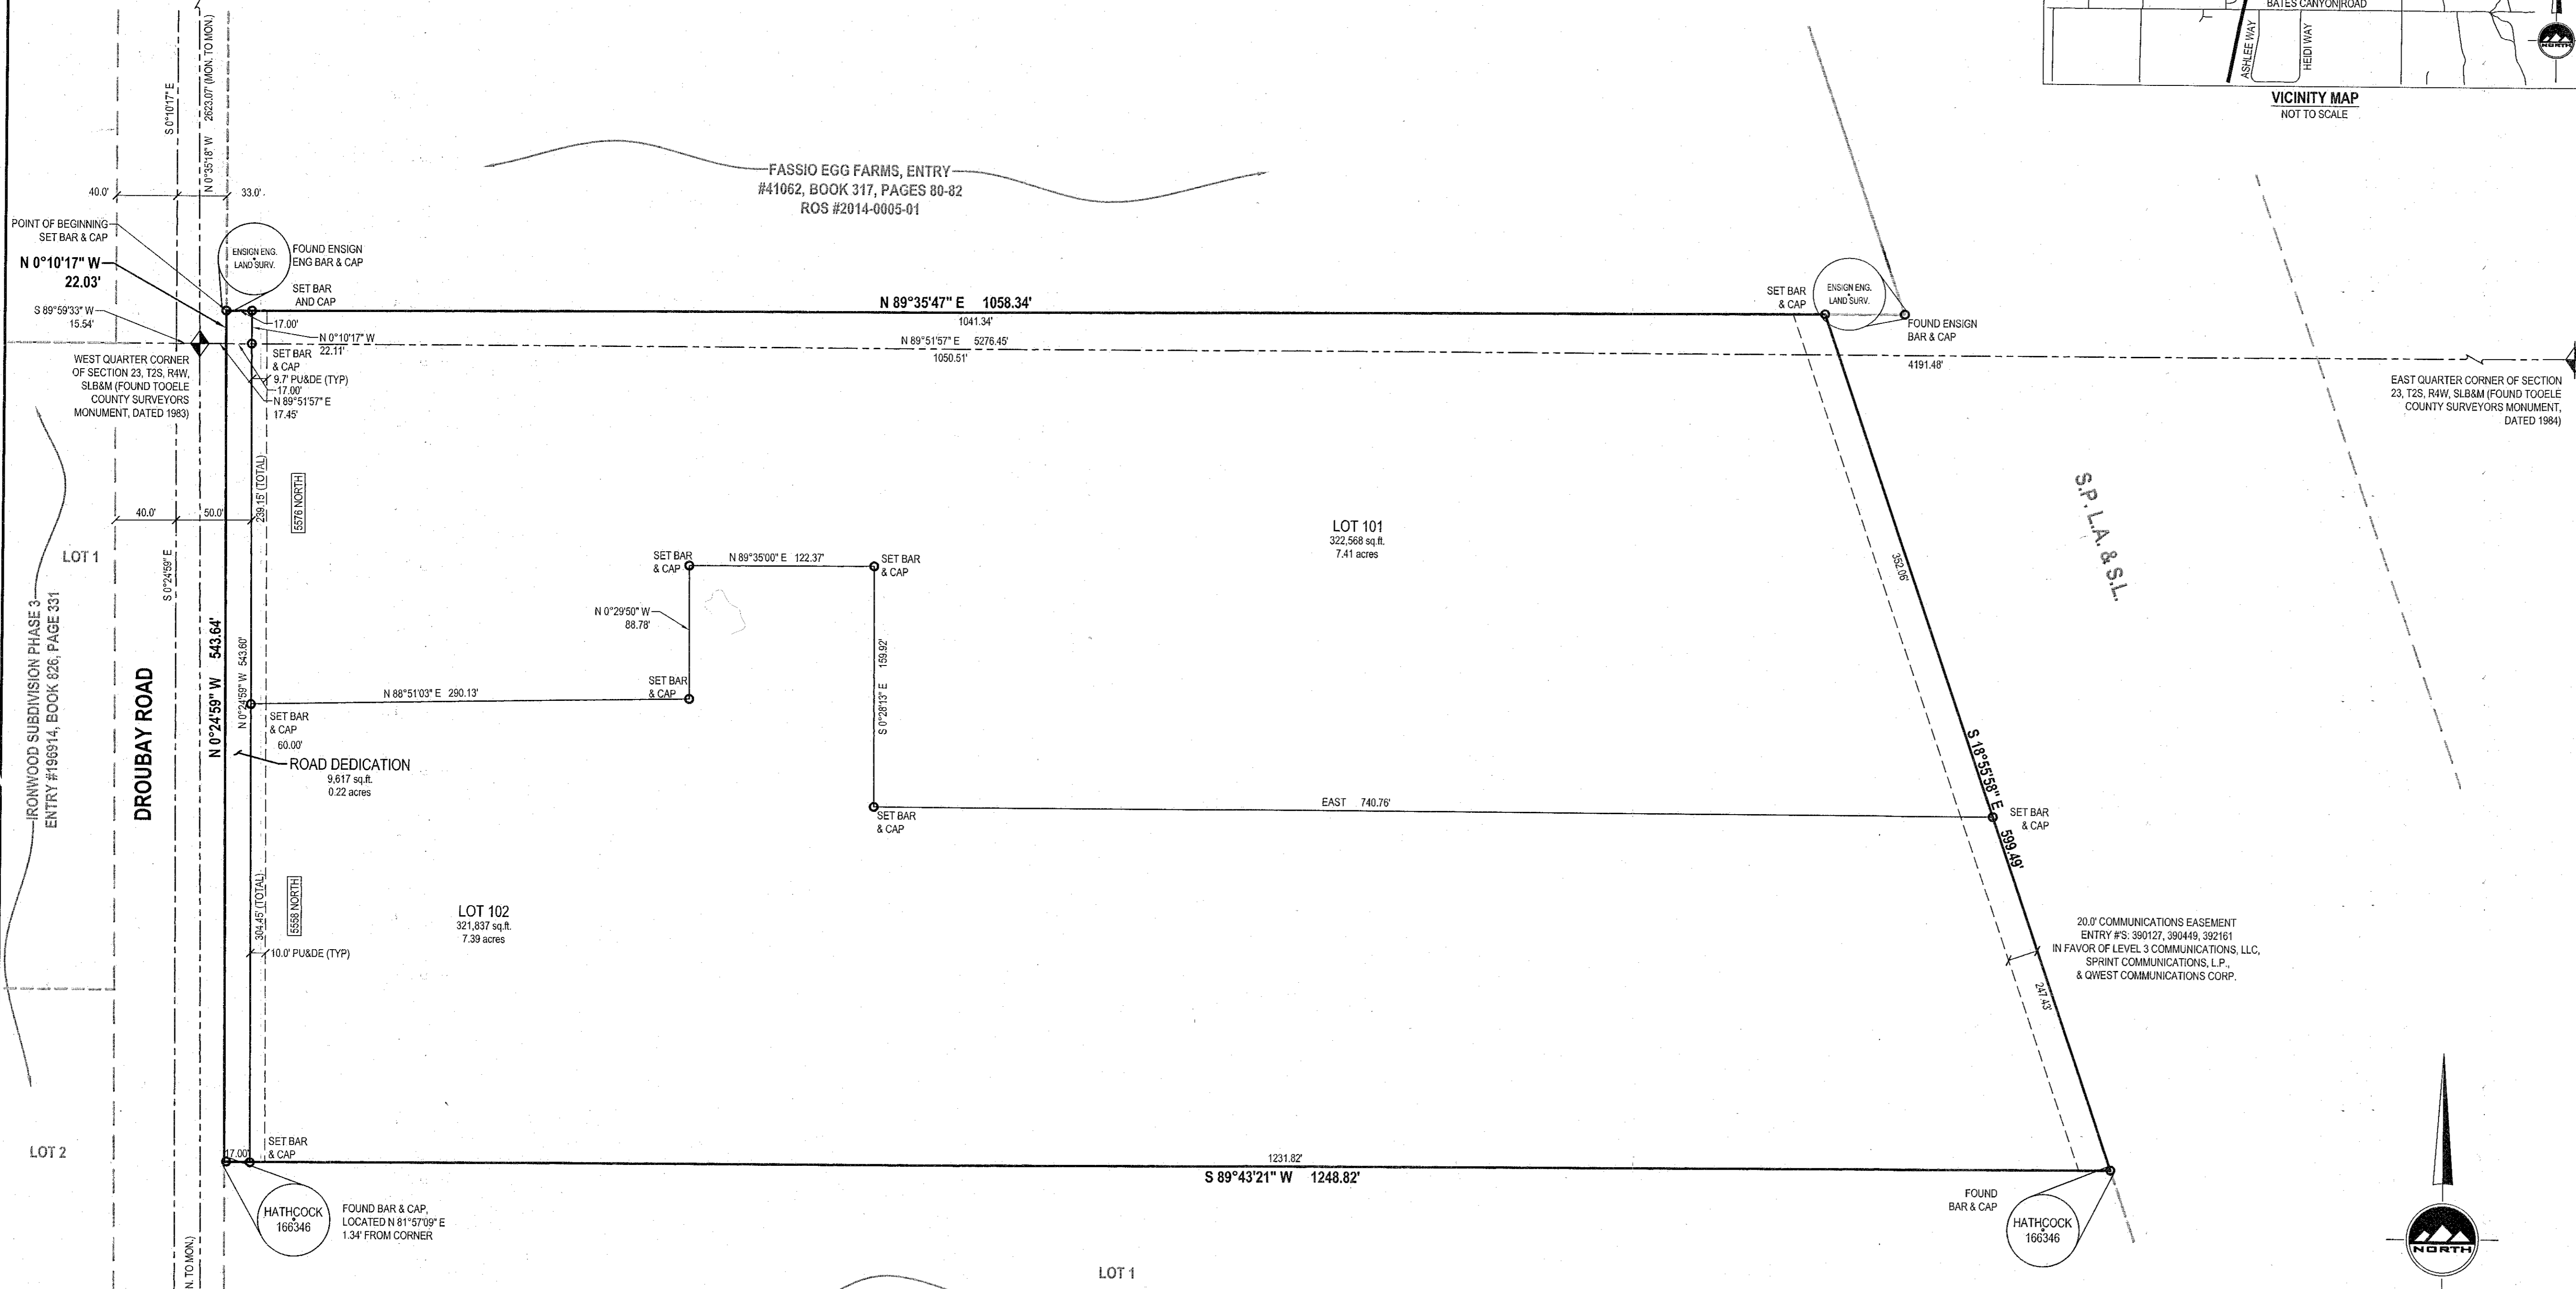 BATES CANYON ROAD
ASHLEE WAY
HEIDI WAY
NORTH
VICINITY MAP
NOT TO SCALE
S 0°10'17" E
N 0°35'18" W 2623.07' (MON. TO MON.)
40.0'
33.0'
FASSIO EGG FARMS, ENTRY
#41062, BOOK 317, PAGES 80-82
ROS #2014-0005-01
POINT OF BEGINNING
SET BAR & CAP
N 0°10'17" W
22.03'
S 89°59'33" W
15.54'
ENSIGN ENG.
LAND SURV.
FOUND ENSIGN
ENG BAR & CAP
SET BAR
AND CAP
17.00'
N 0°10'17" W
22.11'
SET BAR
& CAP
9.7' PU&DE (TYP)
17.00'
N 89°51'57" E
17.45'
WEST QUARTER CORNER
OF SECTION 23, T2S, R4W,
SLB&M (FOUND TOOELE
COUNTY SURVEYORS
MONUMENT, DATED 1983)
N 89°35'47" E 1058.34'
1041.34'
N 89°51'57" E 5276.45'
1050.51'
SET BAR
& CAP
ENSIGN ENG.
LAND SURV.
FOUND ENSIGN
BAR & CAP
4191.48'
EAST QUARTER CORNER OF SECTION
23, T2S, R4W, SLB&M (FOUND TOOELE
COUNTY SURVEYORS MONUMENT,
DATED 1984)
239.15' (TOTAL)
5576 NORTH
40.0'
50.0'
LOT 1
S 0°24'59" E
IRONWOOD SUBDIVISION PHASE 3
ENTRY #196914, BOOK 826, PAGE 331
DROUBAY ROAD
N 0°24'59" W 543.64'
N 0°24'59" W 543.60'
LOT 101
322,568 sq.ft.
7.41 acres
SET BAR
& CAP
N 89°35'00" E 122.37'
SET BAR
& CAP
N 0°29'50" W
88.78'
S 0°28'13" E 159.92'
SET BAR
& CAP
N 88°51'03" E 290.13'
SET BAR
& CAP
60.00'
ROAD DEDICATION
9,617 sq.ft.
0.22 acres
352.06'
S.P. L.A. & S.L.
S 18°55'58" E 599.49'
EAST 740.76'
SET BAR
& CAP
SET BAR
& CAP
304.45' (TOTAL)
5558 NORTH
10.0' PU&DE (TYP)
LOT 102
321,837 sq.ft.
7.39 acres
20.0' COMMUNICATIONS EASEMENT
ENTRY #'S: 390127, 390449, 392161
IN FAVOR OF LEVEL 3 COMMUNICATIONS, LLC,
SPRINT COMMUNICATIONS, L.P.,
& QWEST COMMUNICATIONS CORP.
247.43'
LOT 2
17.00'
SET BAR
& CAP
1231.82'
S 89°43'21" W 1248.82'
HATHCOCK
166346
FOUND BAR & CAP,
LOCATED N 81°57'09" E
1.34' FROM CORNER
FOUND
BAR & CAP
HATHCOCK
166346
N. TO MON.)
LOT 1
NORTH